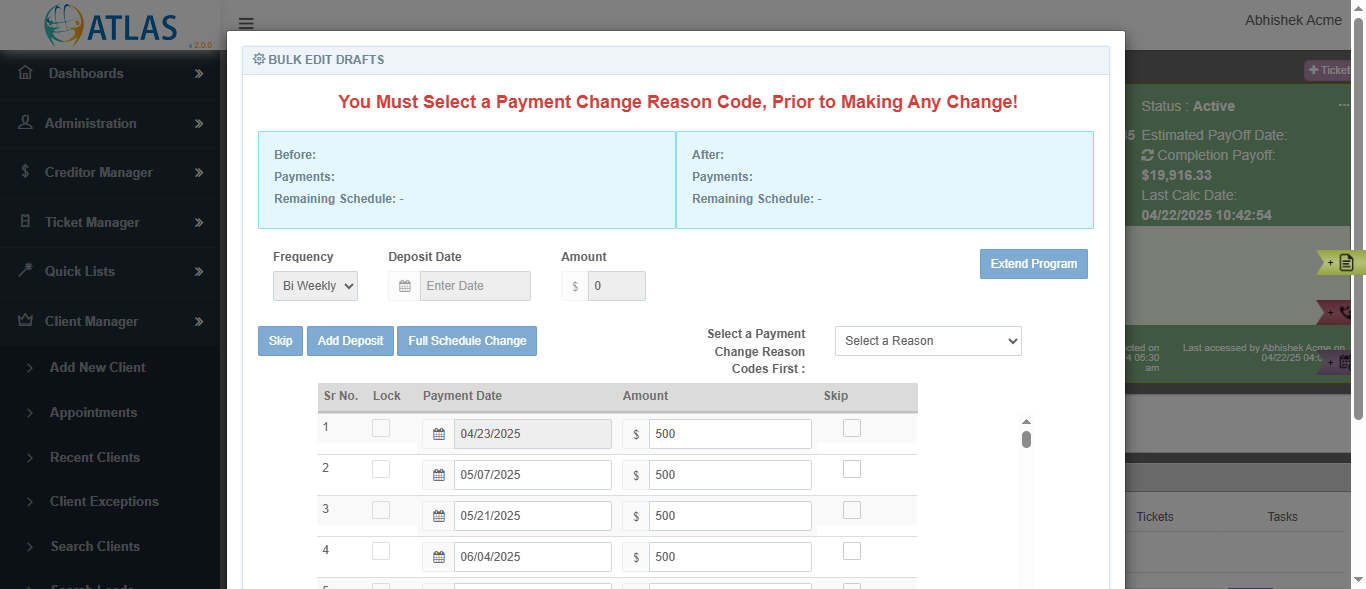 ATLAS
v 2.0.0
Abhishek Acme
Dashboards
Administration
Creditor Manager
Ticket Manager
Quick Lists
Client Manager
Add New Client
Appointments
Recent Clients
Client Exceptions
Search Clients
BULK EDIT DRAFTS
You Must Select a Payment Change Reason Code, Prior to Making Any Change!
Before:
Payments:
Remaining Schedule: -
After:
Payments:
Remaining Schedule: -
Frequency Deposit Date Amount
Bi Weekly Enter Date $ 0
Extend Program
Skip Add Deposit Full Schedule Change
Select a Payment
Change Reason
Codes First :
Select a Reason
Sr No. Lock Payment Date Amount Skip
1 04/23/2025 $ 500
2 05/07/2025 $ 500
3 05/21/2025 $ 500
4 06/04/2025 $ 500
+ Ticket
Status : Active ...
5 Estimated PayOff Date:
Completion Payoff:
$19,916.33
Last Calc Date:
04/22/2025 10:42:54
+
+
cted on
4 05:30
am
Last accessed by Abhishek Acme on
04/22/25 04:
+
Tickets Tasks